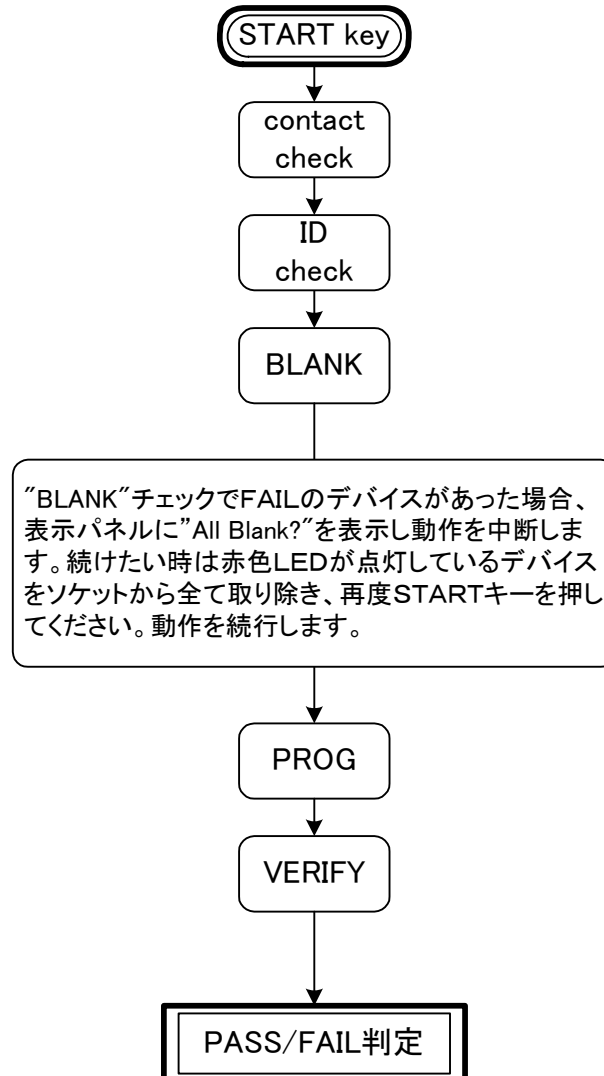 START key
contact
check
ID
check
BLANK
"BLANK"チェックでFAILのデバイスがあった場合、
表示パネルに"All Blank?"を表示し動作を中断しま
す。続けたい時は赤色LEDが点灯しているデバイス
をソケットから全て取り除き、再度STARTキーを押し
てください。動作を続行します。
PROG
VERIFY
PASS/FAIL判定